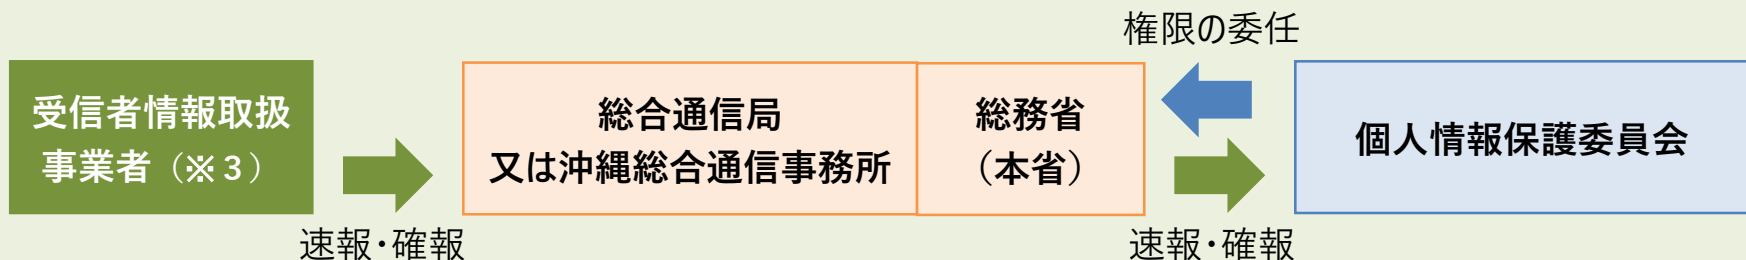 権限の委任
受信者情報取扱
事業者（※３）
総合通信局
又は沖縄総合通信事務所
総務省
（本省）
個人情報保護委員会
速報・確報
速報・確報